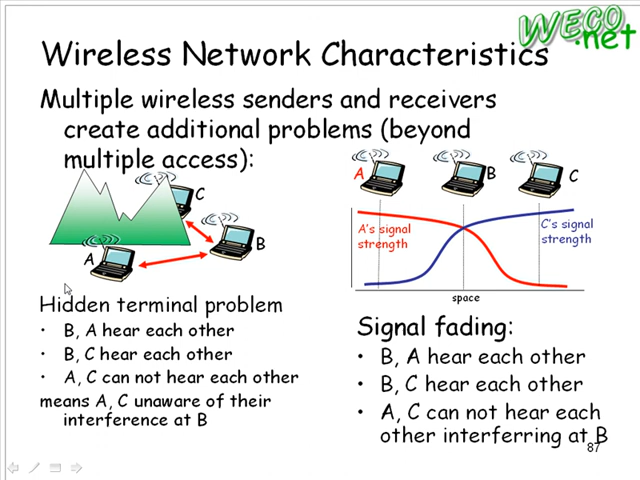 WECO
.net
Wireless Network Characteristics
Multiple wireless senders and receivers
create additional problems (beyond
multiple access):
C
B
A
A
B
C
A's signal
strength
C's signal
strength
space
Hidden terminal problem
• B, A hear each other
• B, C hear each other
• A, C can not hear each other
means A, C unaware of their
interference at B
Signal fading:
• B, A hear each other
• B, C hear each other
• A, C can not hear each
other interfering at B
87